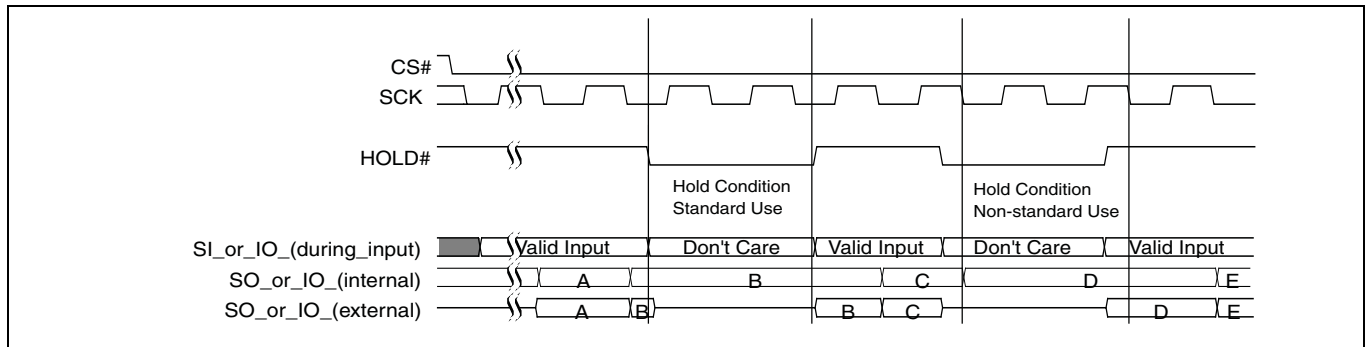 CS#
SCK
HOLD#
Hold Condition
Standard Use
Hold Condition
Non-standard Use
SI_or_IO_(during_input) Valid Input Don't Care Valid Input Don't Care Valid Input
SO_or_IO_(internal) A B C D E
SO_or_IO_(external) A B B C D E